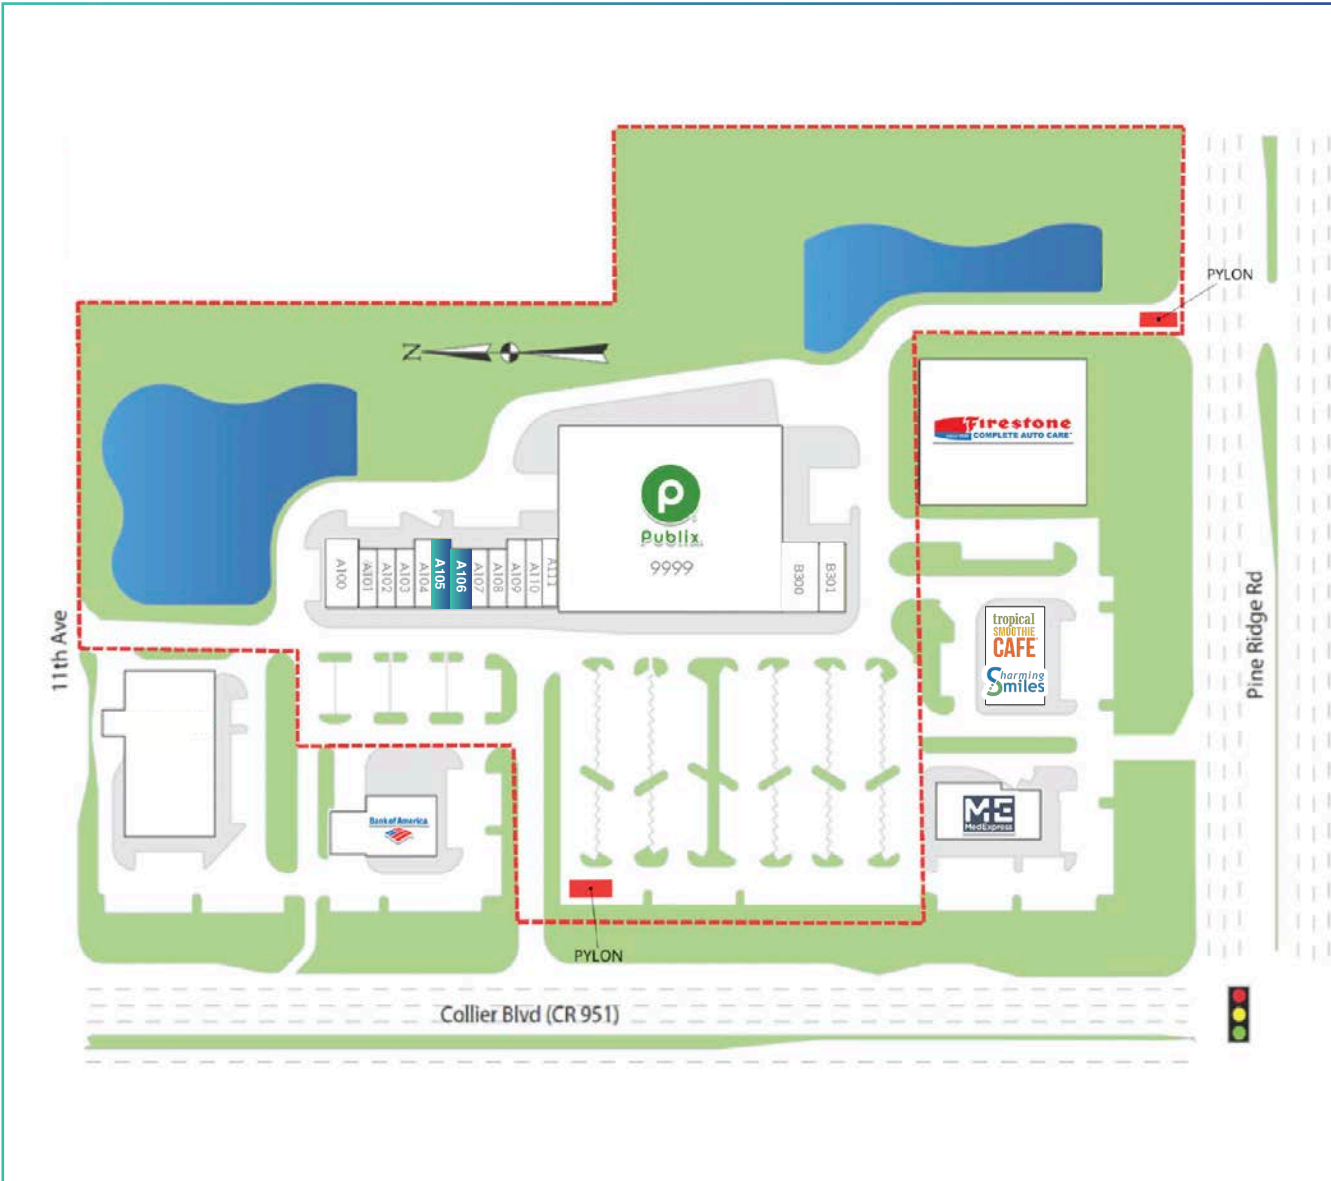 PYLON
N
Firestone
COMPLETE AUTO CARE
Publix
9999
A100
A101
A102
A103
A104
A105
A106
A107
A108
A109
A110
A111
B300
B301
11th Ave
tropical
SMOOTHIE
CAFE
Sharming
Smiles
Pine Ridge Rd
Bank of America
ME
MedExpress
PYLON
Collier Blvd (CR 951)